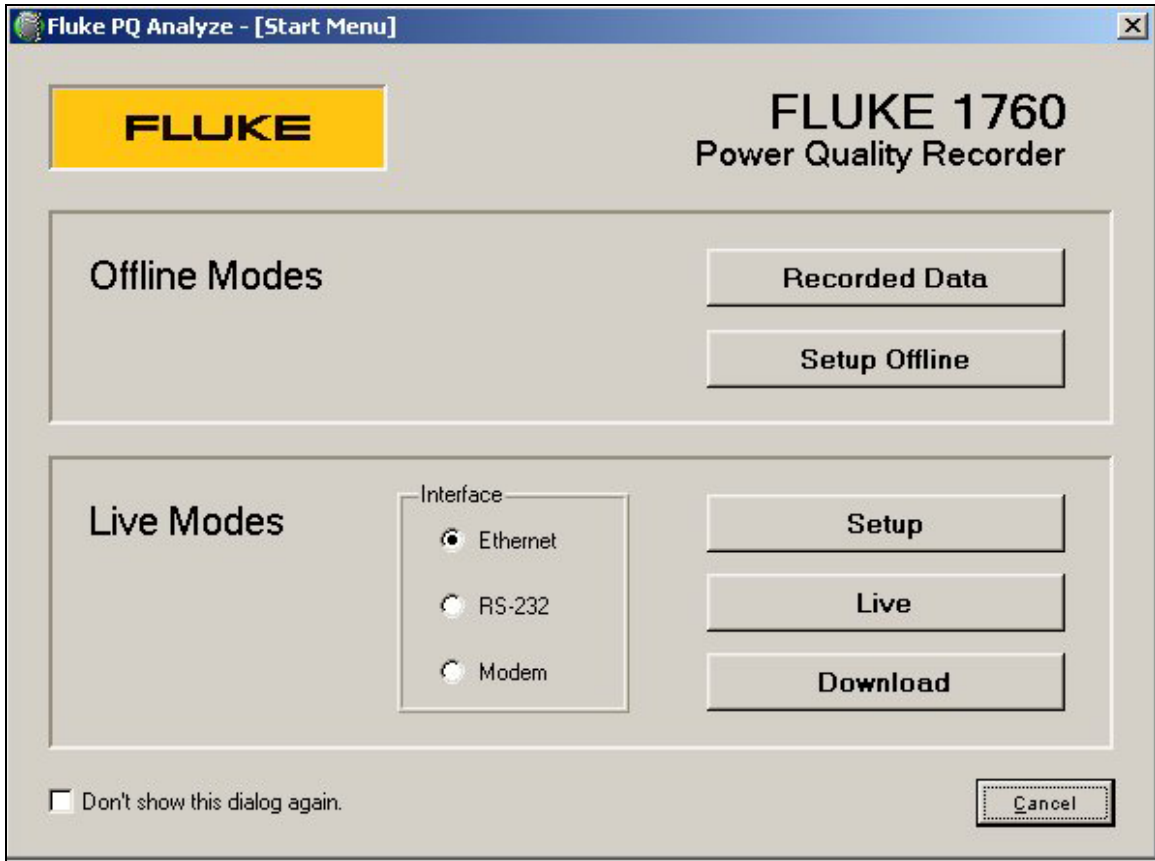 Fluke PQ Analyze - [Start Menu]
FLUKE
FLUKE 1760
Power Quality Recorder
Offline Modes
Recorded Data
Setup Offline
Live Modes
Interface
Ethernet
RS-232
Modem
Setup
Live
Download
Don't show this dialog again.
Cancel